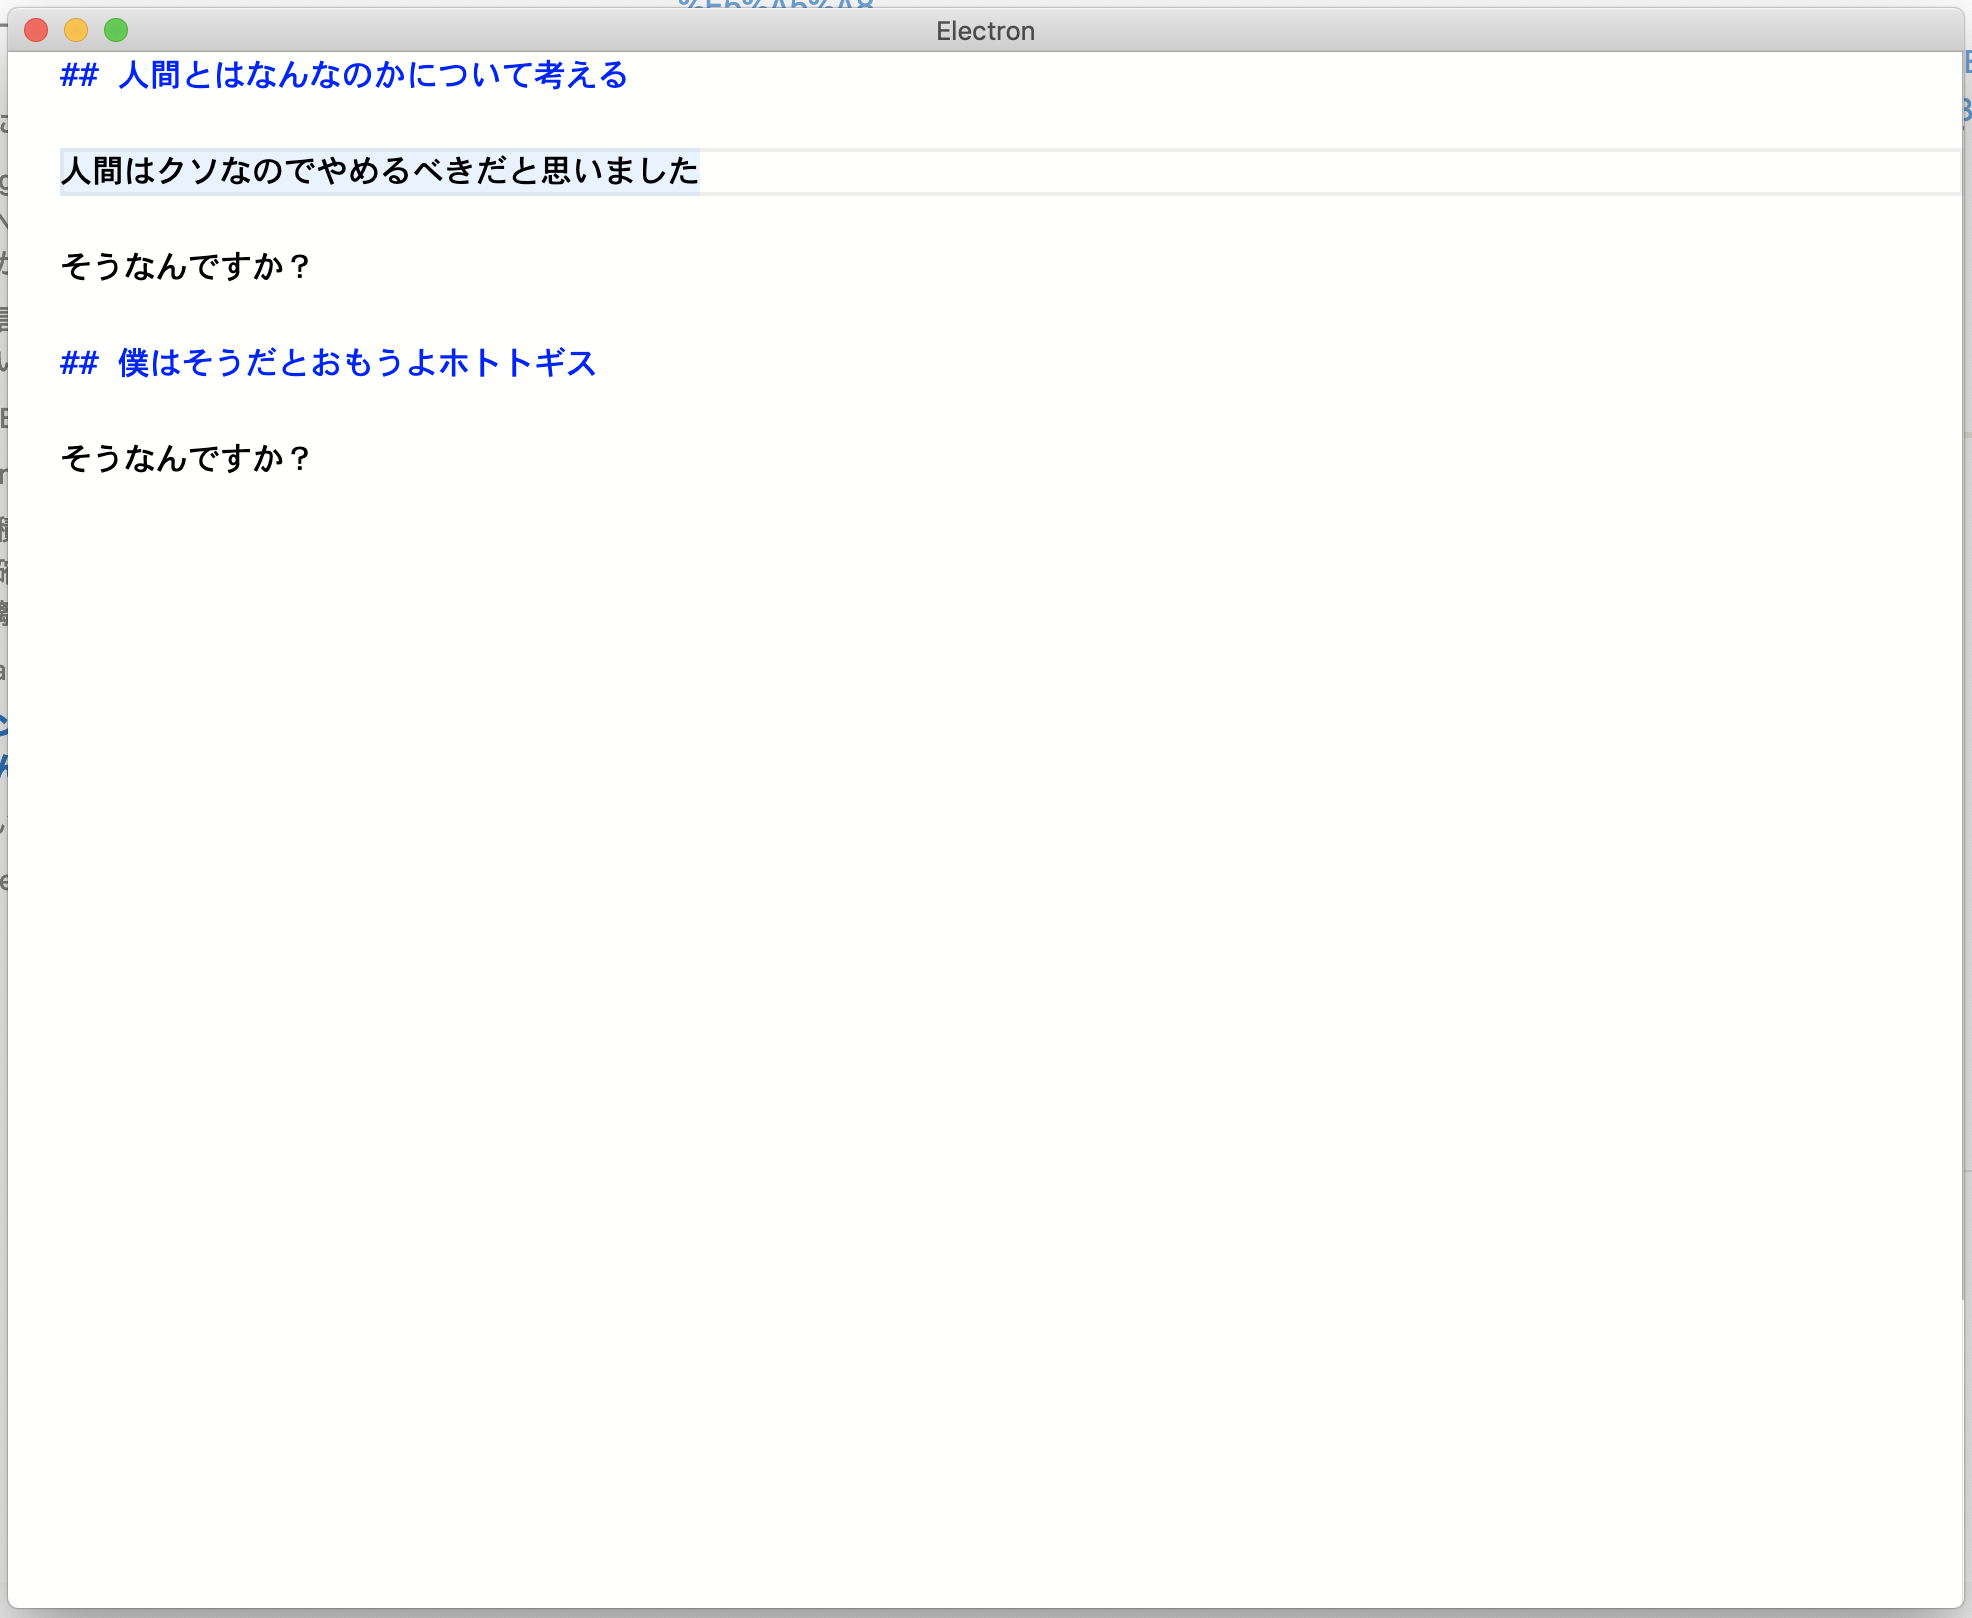 Electron
## 人間とはなんなのかについて考える
人間はクソなのでやめるべきだと思いました
そうなんですか？
## 僕はそうだとおもうよホトトギス
そうなんですか？